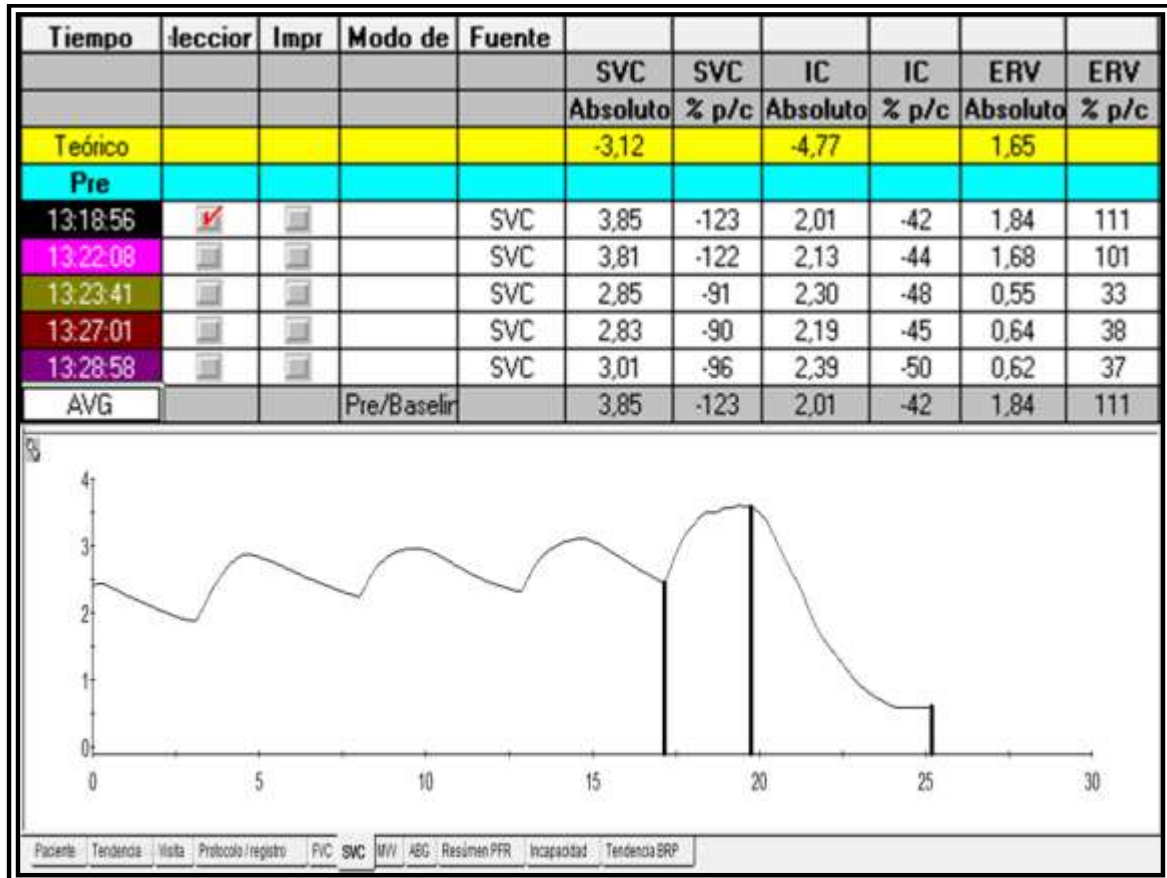 Tiempo leccior Impr Modo de Fuente
SVC SVC IC IC ERV ERV
Absoluto % p/c Absoluto % p/c Absoluto % p/c
Teórico -3,12 -4,77 1,65
Pre
13:18:56 SVC 3,85 -123 2,01 -42 1,84 111
13:22:08 SVC 3,81 -122 2,13 -44 1,68 101
13:23:41 SVC 2,85 -91 2,30 -48 0,55 33
13:27:01 SVC 2,83 -90 2,19 -45 0,64 38
13:28:58 SVC 3,01 -96 2,39 -50 0,62 37
AVG Pre/Baselin 3,85 -123 2,01 -42 1,84 111
%
4
3
2
1
0
0 5 10 15 20 25 30
Paciente Tendencia Visita Protocolo / registro FVC SVC MVV ABG Resúmen PFR Incapacidad Tendencia BRP